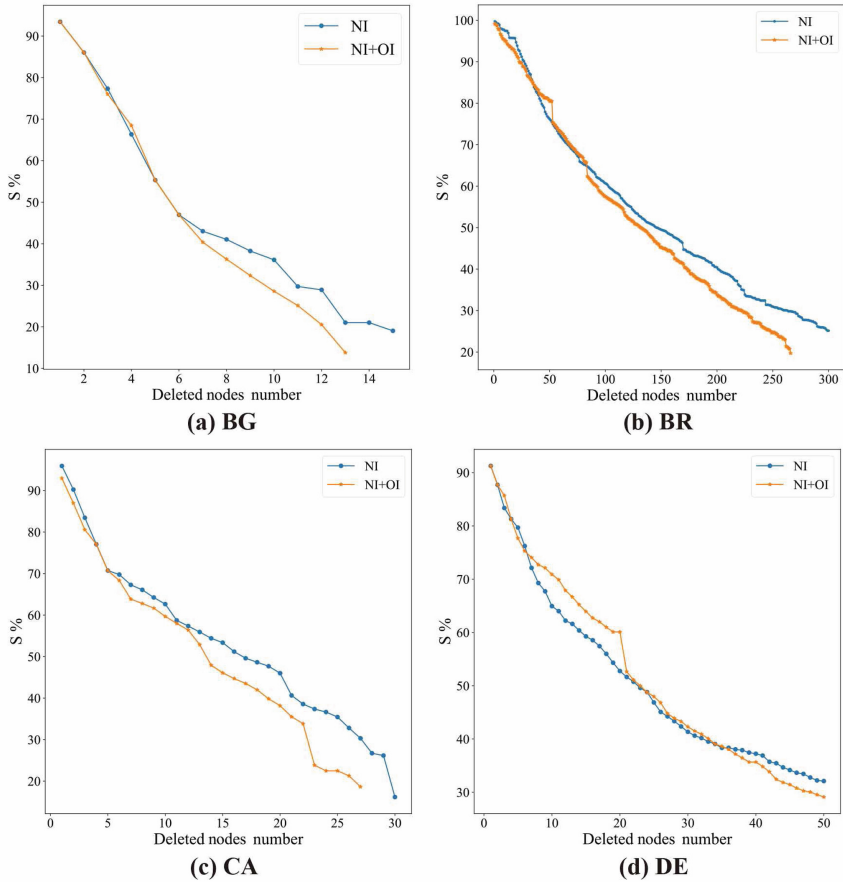 NI
NI+OI
90
80
70
60
50
40
30
20
10
S %
2 4 6 8 10 12 14
Deleted nodes number
(a) BG
NI
NI+OI
100
90
80
70
60
50
40
30
20
S %
0 50 100 150 200 250 300
Deleted nodes number
(b) BR
NI
NI+OI
90
80
70
60
50
40
30
20
S %
0 5 10 15 20 25 30
Deleted nodes number
(c) CA
NI
NI+OI
90
80
70
60
50
40
30
S %
0 10 20 30 40 50
Deleted nodes number
(d) DE